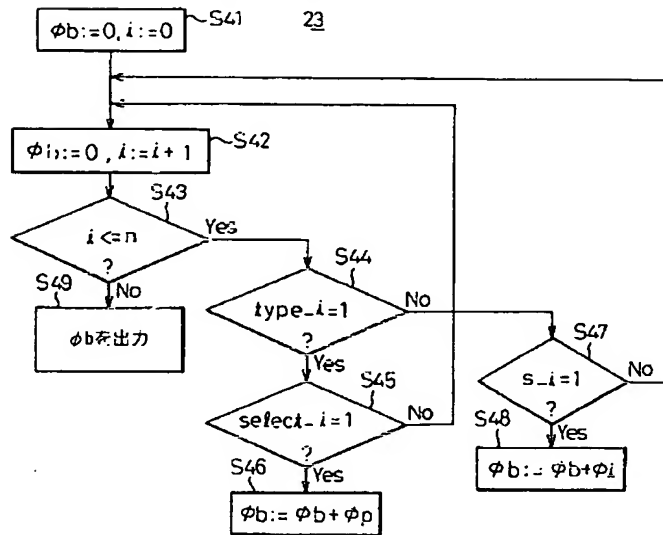 S41
23
φb:=0, i:=0
S42
:=0, i:=i+1
S43
i<=n
?
Yes
No
S44
type_i=1
?
No
Yes
S49
φbを出力
S45
select_i=1
?
No
Yes
S47
s_i=1
?
No
Yes
S46
φb:=φb+φp
S48
φb:=φb+φi